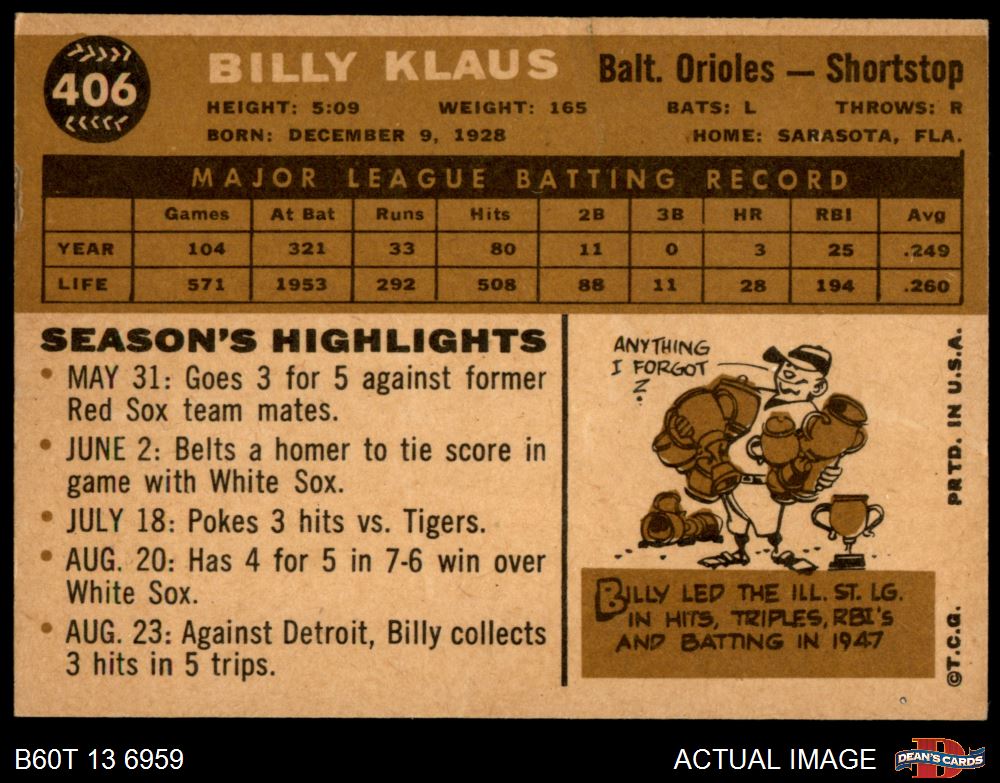 406
BILLY KLAUS
Balt. Orioles — Shortstop
HEIGHT: 5:09 WEIGHT: 165 BATS: L THROWS: R
BORN: DECEMBER 9, 1928 HOME: SARASOTA, FLA.
MAJOR LEAGUE BATTING RECORD
Games At Bat Runs Hits 2B 3B HR RBI Avg
YEAR 104 321 33 80 11 0 3 25 .249
LIFE 571 1953 292 508 88 11 28 194 .260
SEASON'S HIGHLIGHTS
• MAY 31: Goes 3 for 5 against former
Red Sox team mates.
• JUNE 2: Belts a homer to tie score in
game with White Sox.
• JULY 18: Pokes 3 hits vs. Tigers.
• AUG. 20: Has 4 for 5 in 7-6 win over
White Sox.
• AUG. 23: Against Detroit, Billy collects
3 hits in 5 trips.
ANYTHING
I FORGOT
?
BILLY LED THE ILL. ST. LG.
IN HITS, TRIPLES, RBI'S
AND BATTING IN 1947
PRTD. IN U.S.A.
©T.C.G.
B60T 13 6959
ACTUAL IMAGE
DEAN'S CARDS